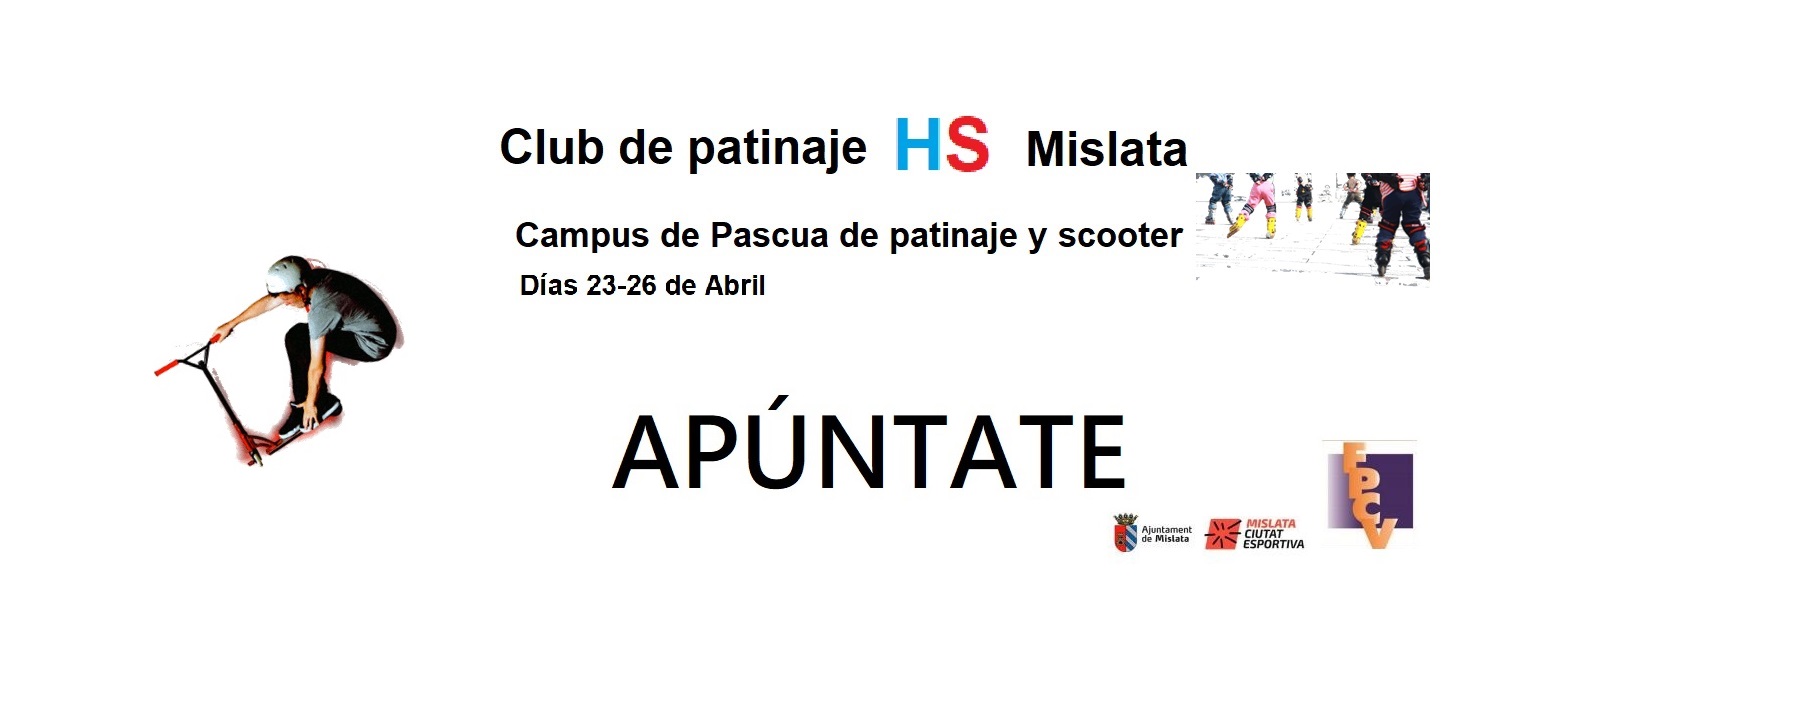 Club de patinaje HS Mislata
Campus de Pascua de patinaje y scooter
Días 23-26 de Abril
APÚNTATE
Ajuntament
de Mislata
MISLATA
CIUTAT
ESPORTIVA
FPCV